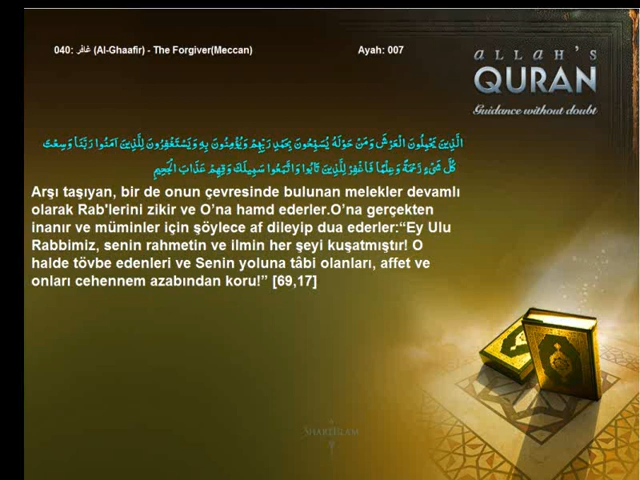 040: غافر (Al-Ghaafir) - The Forgiver(Meccan) Ayah: 007
ALLAH'S
QURAN
Guidance without doubt
الَّذِينَ يَحْمِلُونَ الْعَرْشَ وَمَنْ حَوْلَهُ يُسَبِّحُونَ بِحَمْدِ رَبِّهِمْ وَيُؤْمِنُونَ بِهِ وَيَسْتَغْفِرُونَ لِلَّذِينَ آمَنُوا رَبَّنَا وَسِعْتَ
كُلَّ شَيْءٍ رَّحْمَةً وَعِلْمًا فَاغْفِرْ لِلَّذِينَ تَابُوا وَاتَّبَعُوا سَبِيلَكَ وَقِهِمْ عَذَابَ الْجَحِيمِ
Arşı taşıyan, bir de onun çevresinde bulunan melekler devamlı
olarak Rab'lerini zikir ve O’na hamd ederler.O’na gerçekten
inanır ve müminler için şöylece af dileyip dua ederler:“Ey Ulu
Rabbimiz, senin rahmetin ve ilmin her şeyi kuşatmıştır! O
halde tövbe edenleri ve Senin yoluna tâbi olanları, affet ve
onları cehennem azabından koru!” [69,17]
SHAREISLAM